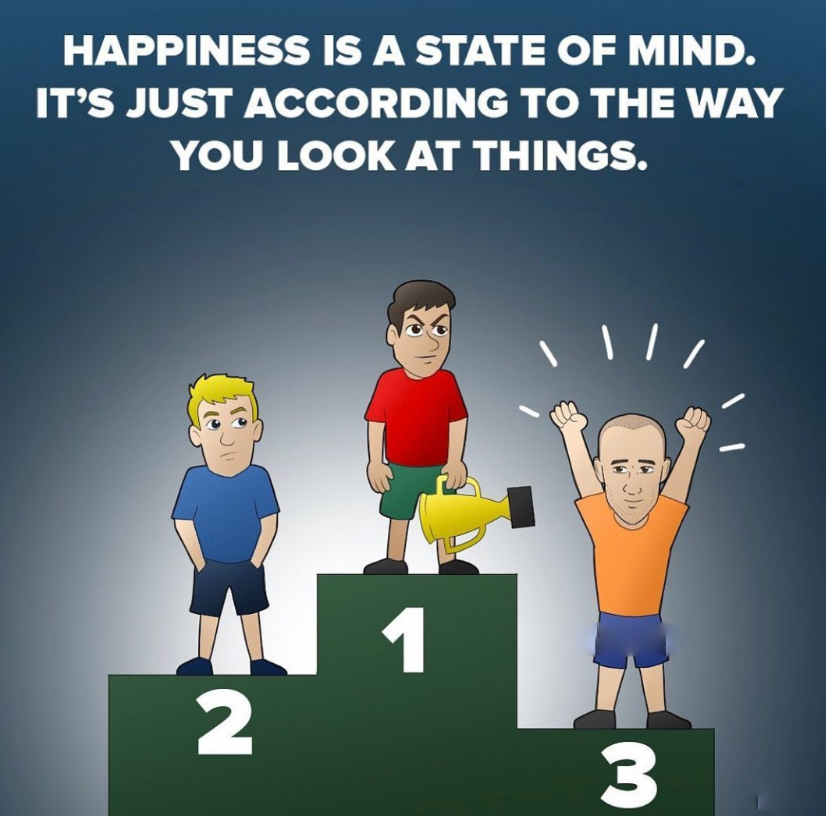 HAPPINESS IS A STATE OF MIND.
IT'S JUST ACCORDING TO THE WAY
YOU LOOK AT THINGS.
1
2
3